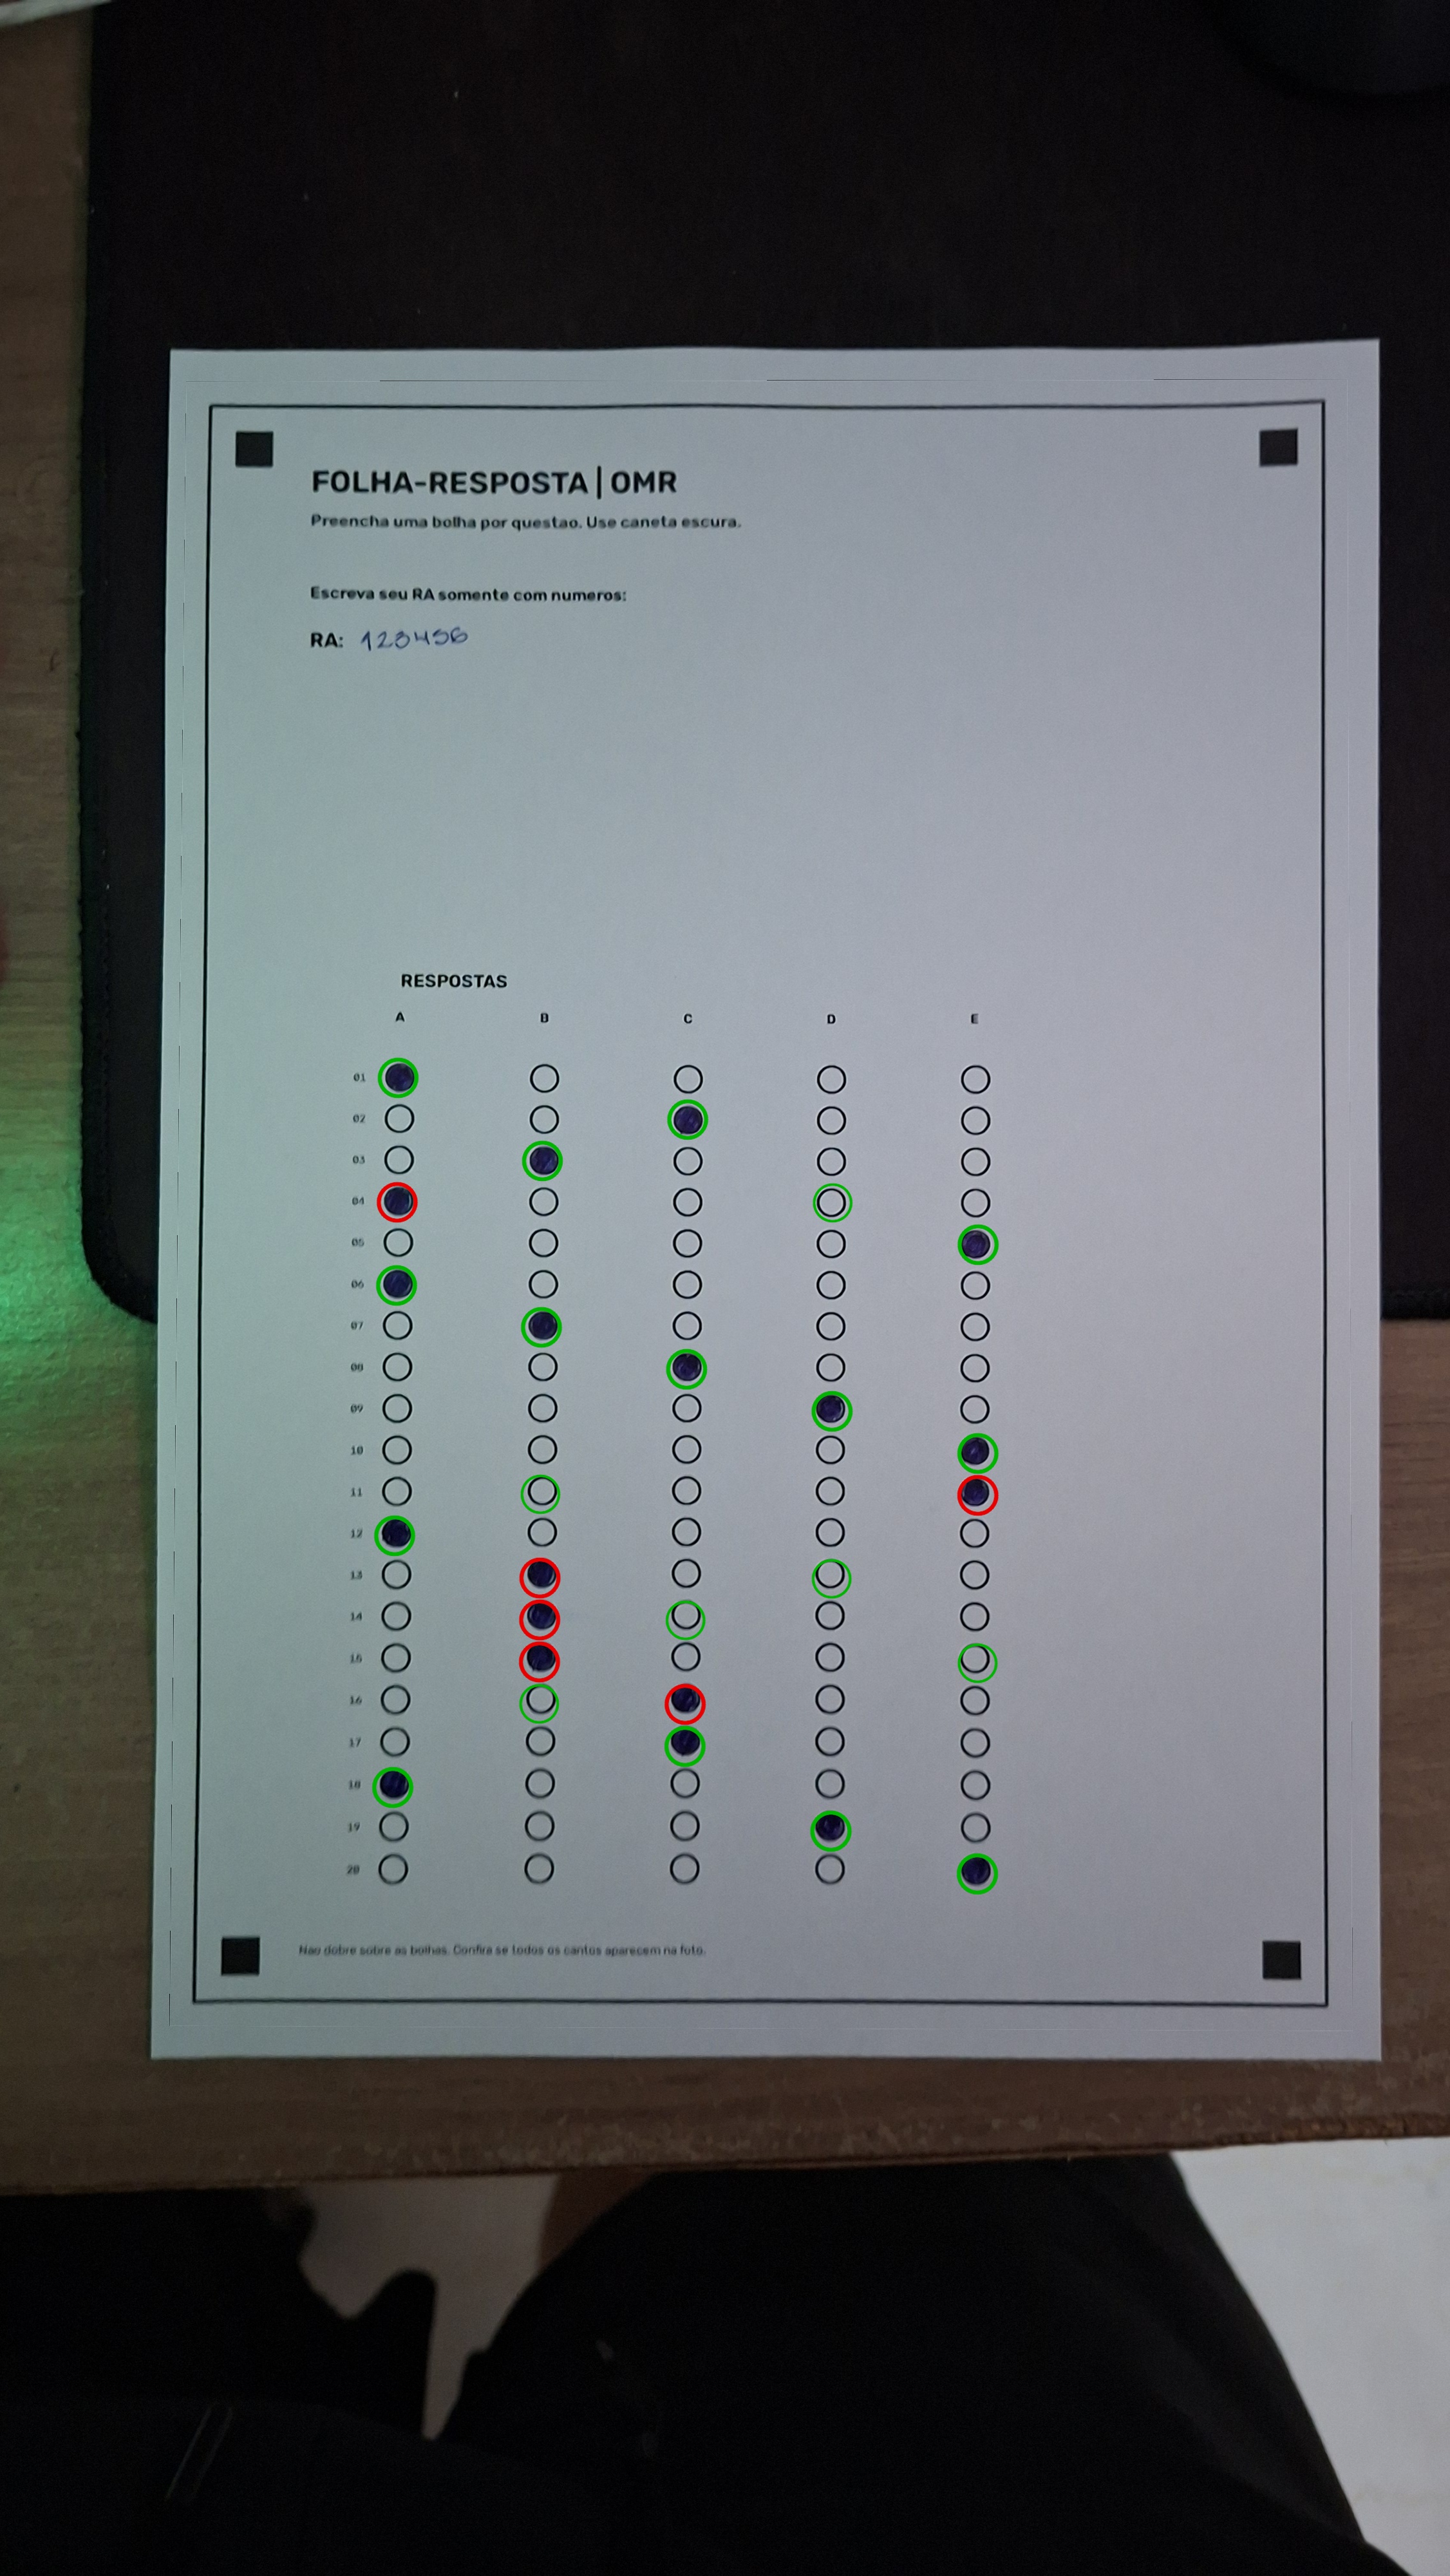 FOLHA-RESPOSTA | OMR
Preencha uma bolha por questao. Use caneta escura.
Escreva seu RA somente com numeros:
RA: 123456
RESPOSTAS
A B C D E
01
02
03
04
05
06
07
08
09
10
11
12
13
14
15
16
17
18
19
20
Nao dobre sobre as bolhas. Confira se todos os cantos aparecem na foto.